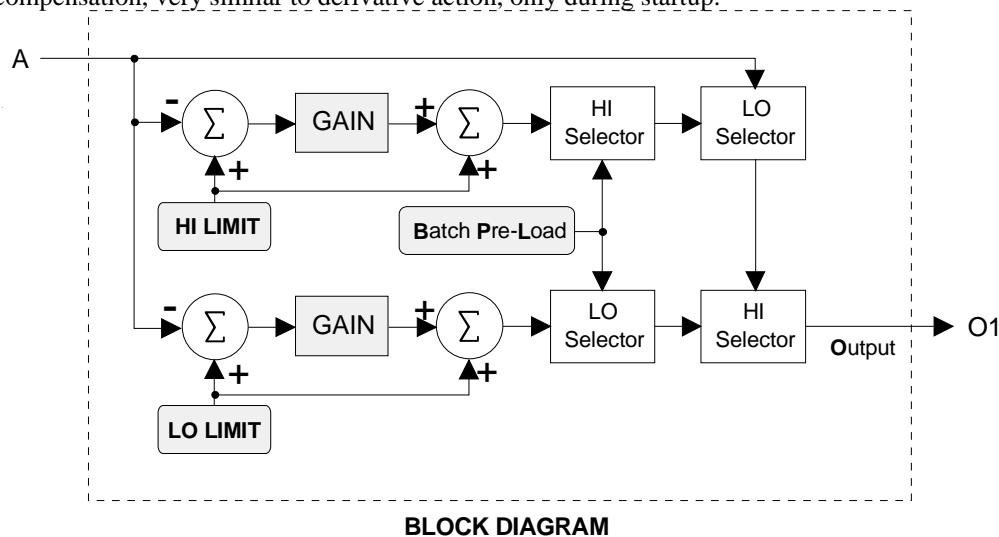 compensation, very similar to derivative action, only during startup.
A
- Σ + GAIN + Σ + HI Selector LO Selector
HI LIMIT
Batch Pre-Load
- Σ + GAIN + Σ + LO Selector HI Selector
Output
O1
LO LIMIT
BLOCK DIAGRAM